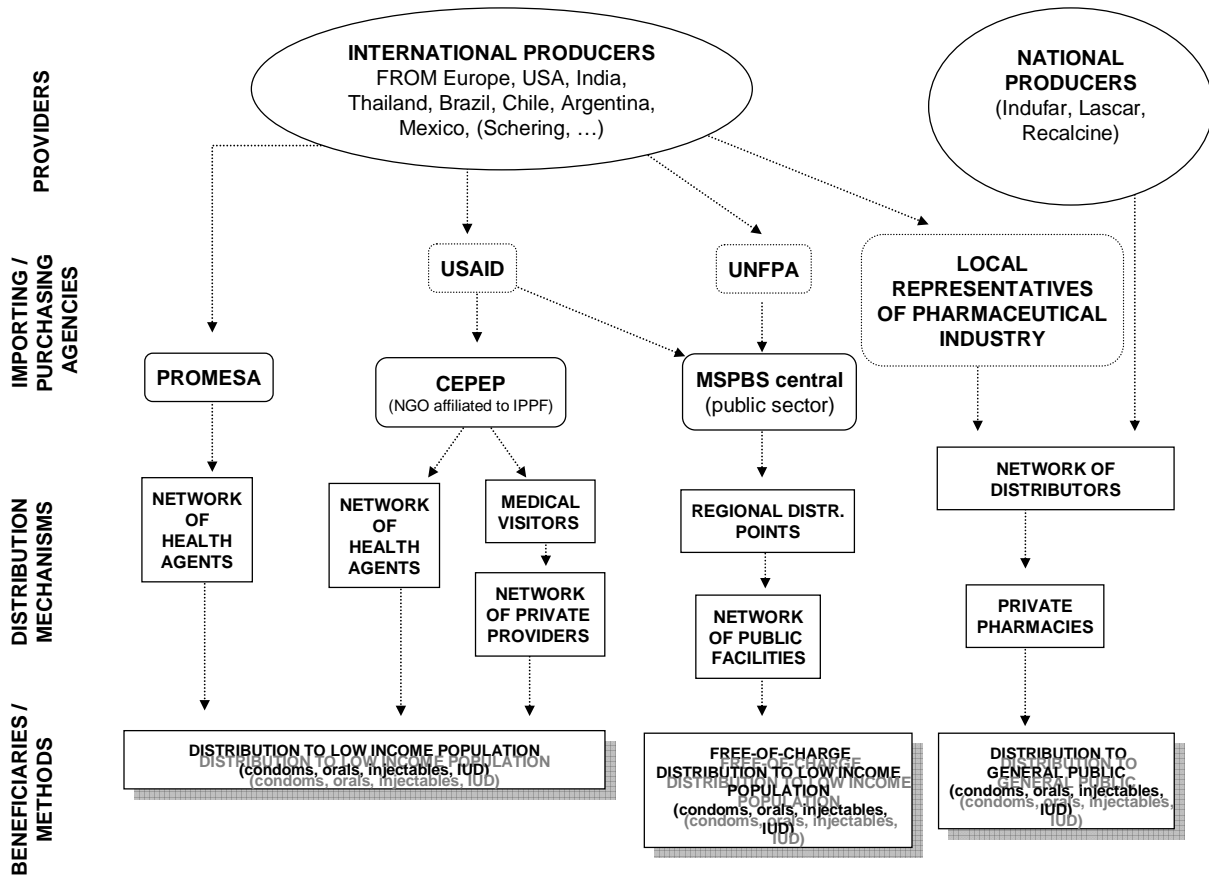 INTERNATIONAL PRODUCERS
FROM Europe, USA, India,
Thailand, Brazil, Chile, Argentina,
Mexico, (Schering, …)
NATIONAL
PRODUCERS
(Indufar, Lascar,
Recalcine)
PROVIDERS
IMPORTING /
PURCHASING
AGENCIES
USAID
UNFPA
LOCAL
REPRESENTATIVES
OF PHARMACEUTICAL
INDUSTRY
PROMESA
CEPEP
(NGO affiliated to IPPF)
MSPBS central
(public sector)
DISTRIBUTION
MECHANISMS
NETWORK
OF
HEALTH
AGENTS
NETWORK
OF
HEALTH
AGENTS
MEDICAL
VISITORS
NETWORK
OF PRIVATE
PROVIDERS
REGIONAL DISTR.
POINTS
NETWORK
OF PUBLIC
FACILITIES
NETWORK OF
DISTRIBUTORS
PRIVATE
PHARMACIES
BENEFICIARIES /
METHODS
DISTRIBUTION TO LOW INCOME POPULATION
(condoms, orals, injectables, IUD)
FREE-OF-CHARGE
DISTRIBUTION TO LOW INCOME
POPULATION
(condoms, orals, injectables,
IUD)
DISTRIBUTION TO
GENERAL PUBLIC
(condoms, orals, injectables,
IUD)